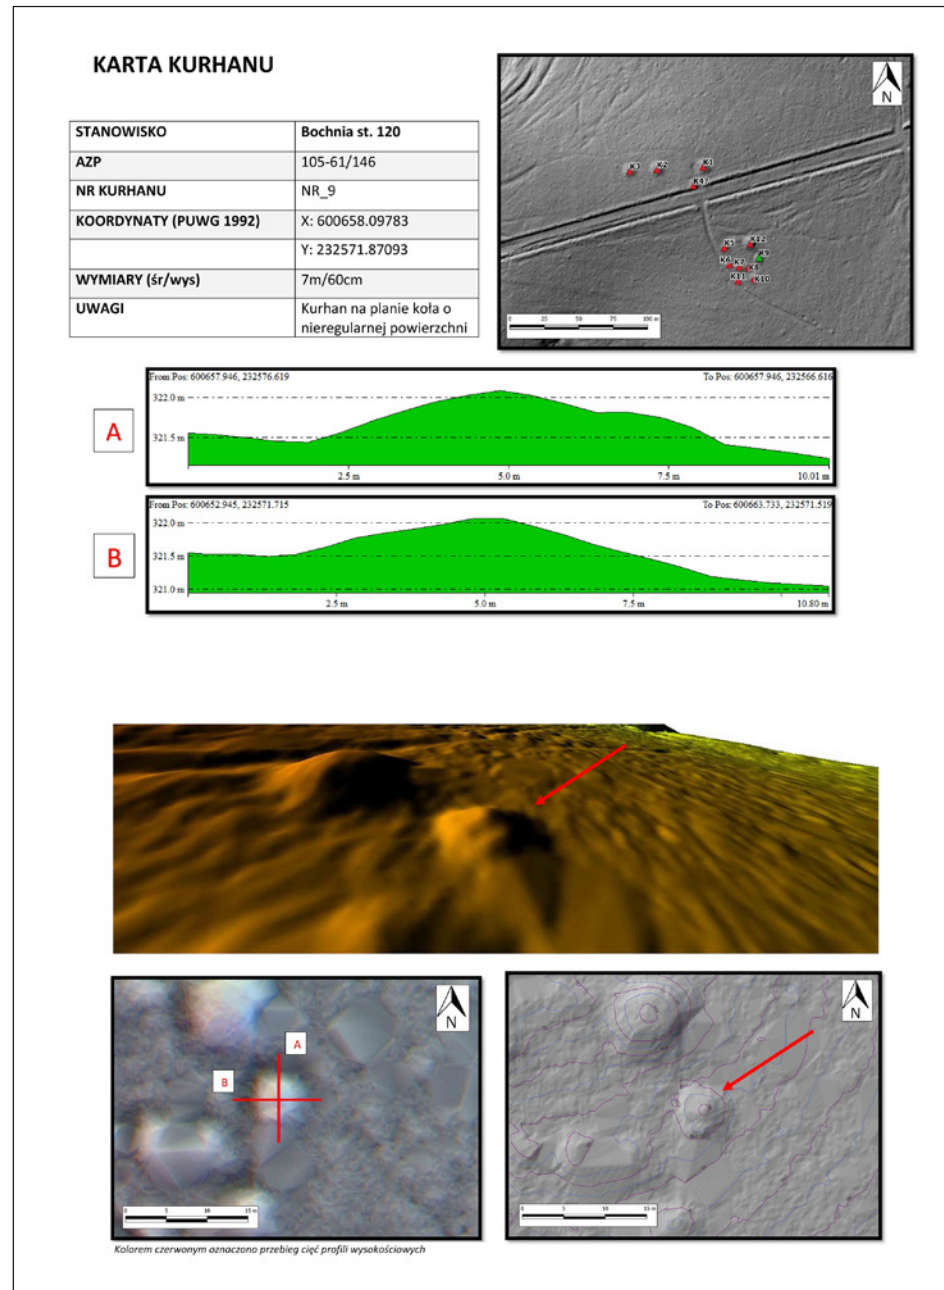 KARTA KURHANU
STANOWISKO Bochnia st. 120
AZP 105-61/146
NR KURHANU NR_9
KOORDYNATY (PUWG 1992) X: 600658.09783
Y: 232571.87093
WYMIARY (śr/wys) 7m/60cm
UWAGI Kurhan na planie koła o
nieregularnej powierzchni
N
K3 K2 K1
K47
K5 K12
K9
K6 K7 K8
K11 K10
0 25 50 75 100 m
A
From Pos: 600657.946, 232576.619 To Pos: 600657.946, 232566.616
322.0 m
321.5 m
2.5 m 5.0 m 7.5 m 10.01 m
B
From Pos: 600652.945, 232571.715 To Pos: 600663.733, 232571.519
322.0 m
321.5 m
321.0 m
2.5 m 5.0 m 7.5 m 10.80 m
N
A
B
0 5 10 15 m
N
0 5 10 15 m
Kolorem czerwonym oznaczono przebieg cięć profili wysokościowych